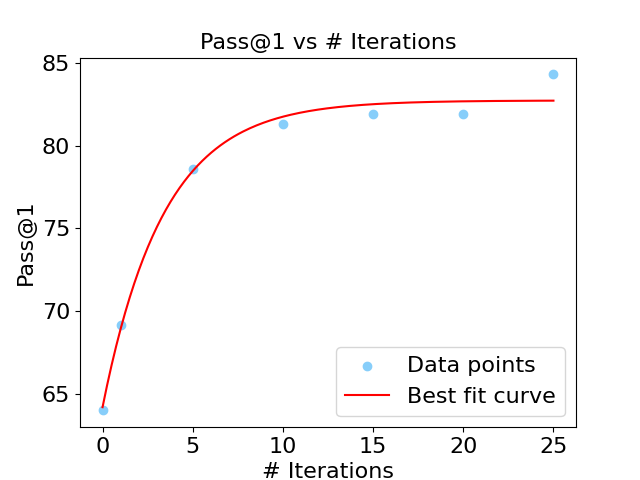 Pass@1 vs # Iterations
85
80
75
70
65
Pass@1
Data points
Best fit curve
0 5 10 15 20 25
# Iterations